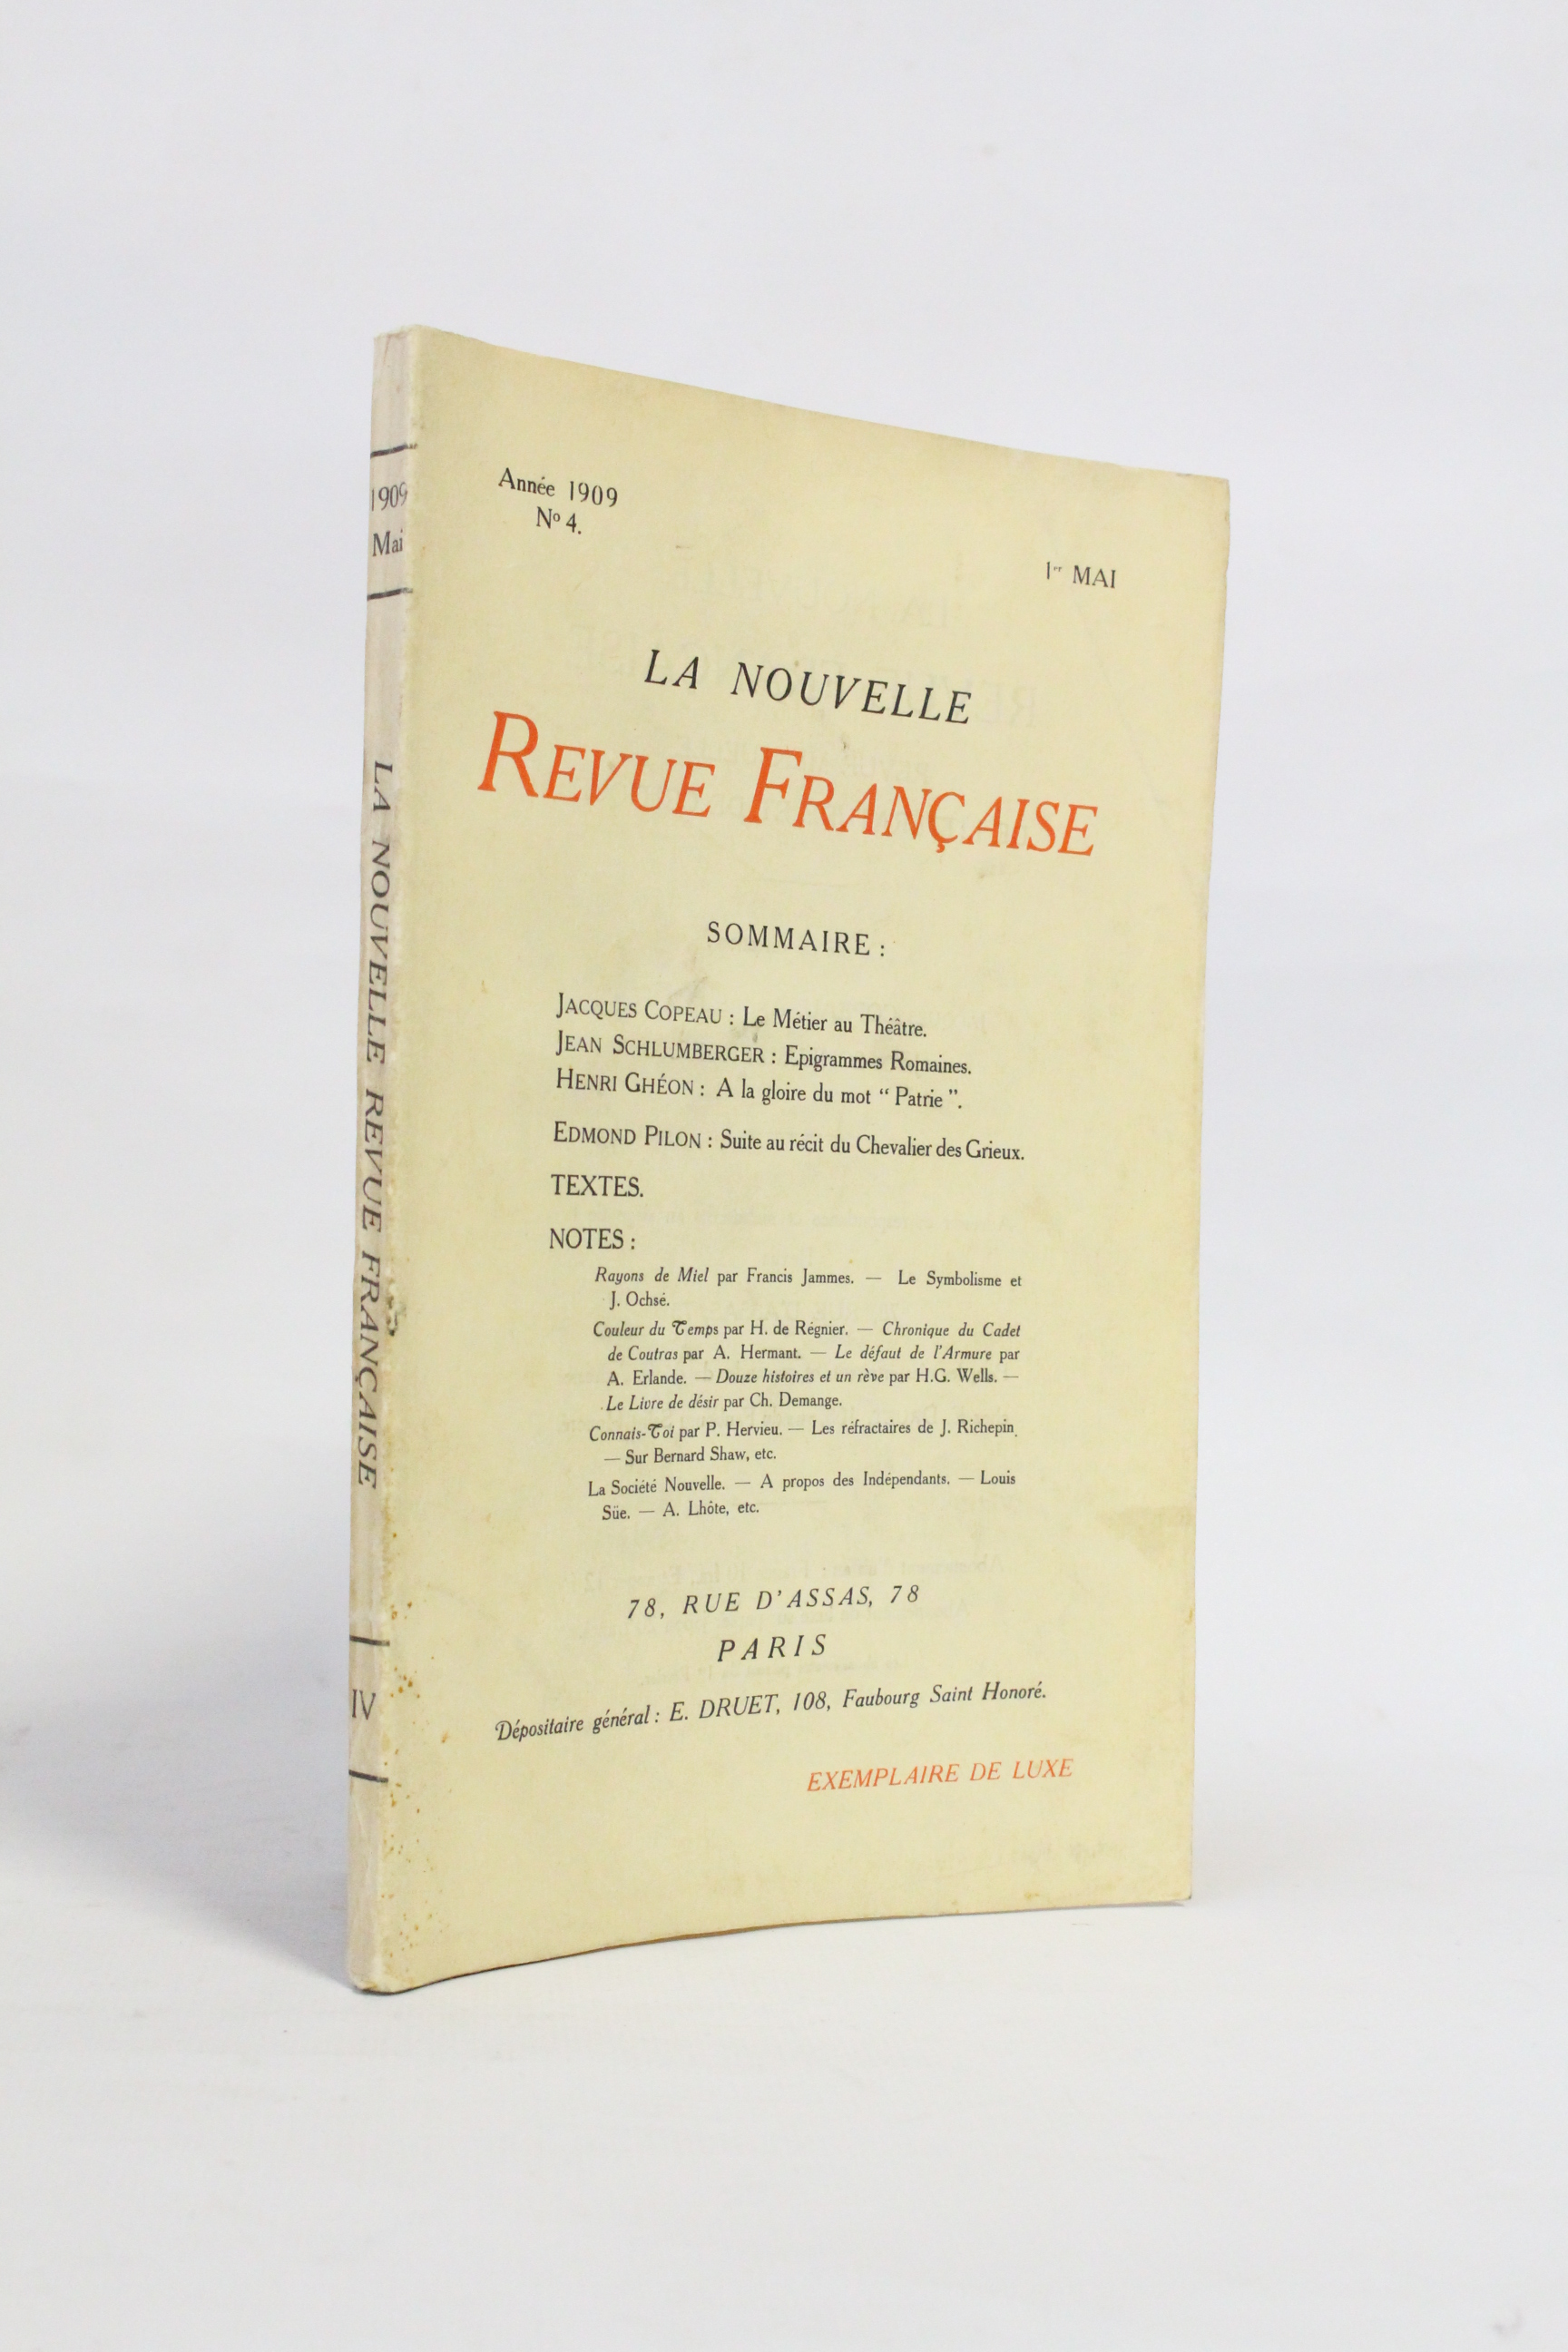 1909
Mai
LA NOUVELLE REVUE FRANÇAISE
IV
Année 1909
Nº 4.
1er MAI
LA NOUVELLE
REVUE FRANÇAISE
SOMMAIRE :
JACQUES COPEAU : Le Métier au Théâtre.
JEAN SCHLUMBERGER : Epigrammes Romaines.
HENRI GHÉON : A la gloire du mot “ Patrie ”.
EDMOND PILON : Suite au récit du Chevalier des Grieux.
TEXTES.
NOTES :
Rayons de Miel par Francis Jammes. — Le Symbolisme et
J. Ochsé.
Couleur du Temps par H. de Régnier. — Chronique du Cadet
de Coutras par A. Hermant. — Le défaut de l'Armure par
A. Erlande. — Douze histoires et un rève par H.G. Wells. —
Le Livre de désir par Ch. Demange.
Connais-Toi par P. Hervieu. — Les réfractaires de J. Richepin.
— Sur Bernard Shaw, etc.
La Société Nouvelle. — A propos des Indépendants. — Louis
Süe. — A. Lhôte, etc.
78, RUE D'ASSAS, 78
PARIS
Dépositaire général : E. DRUET, 108, Faubourg Saint Honoré.
EXEMPLAIRE DE LUXE